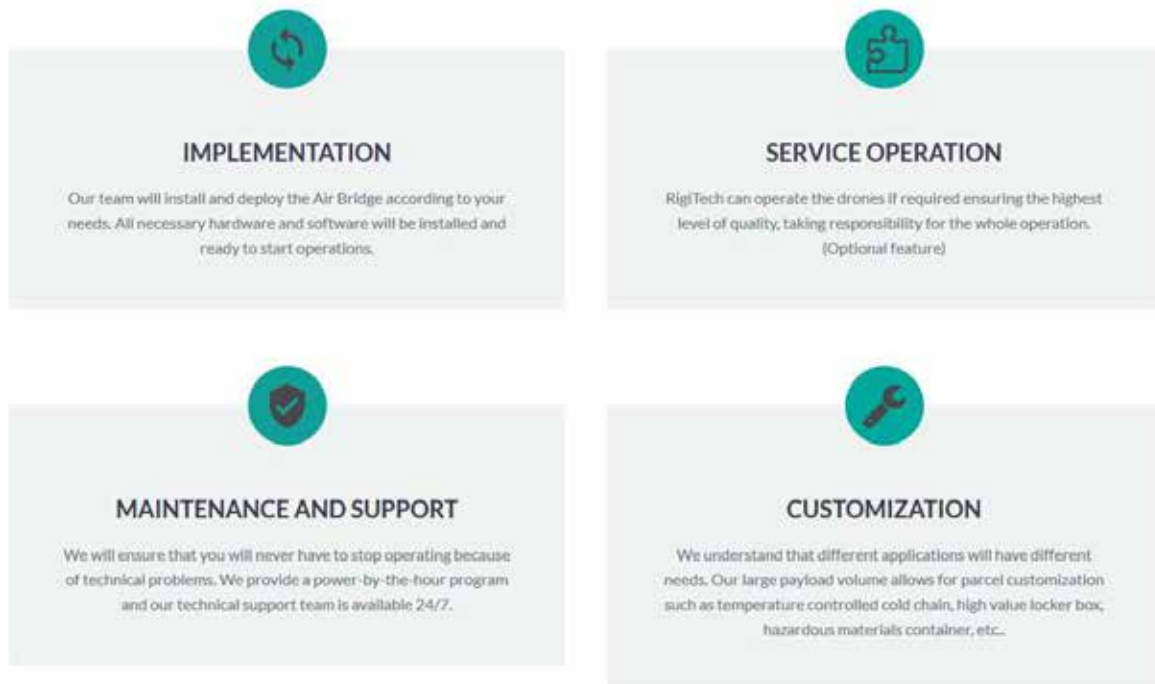 IMPLEMENTATION
Our team will install and deploy the Air Bridge according to your
needs. All necessary hardware and software will be installed and
ready to start operations.
SERVICE OPERATION
RigiTech can operate the drones if required ensuring the highest
level of quality, taking responsibility for the whole operation.
(Optional feature)
MAINTENANCE AND SUPPORT
We will ensure that you will never have to stop operating because
of technical problems. We provide a power-by-the-hour program
and our technical support team is available 24/7.
CUSTOMIZATION
We understand that different applications will have different
needs. Our large payload volume allows for parcel customization
such as temperature controlled cold chain, high value locker box,
hazardous materials container, etc..